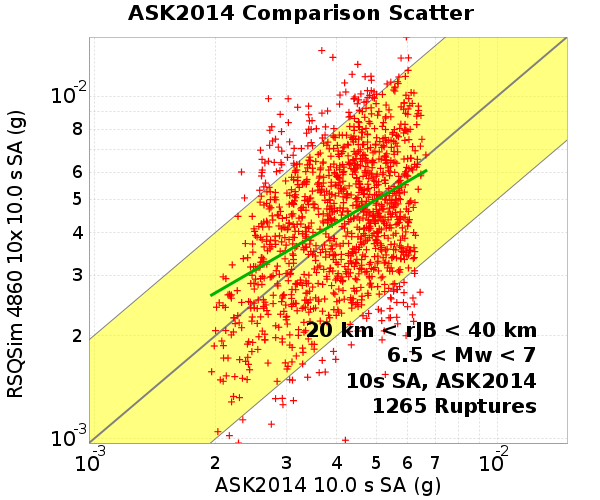 ASK2014 Comparison Scatter
RSQSim 4860 10x 10.0 s SA (g)
10-2
8
6
5
4
3
2
10-3
20 km < rJB < 40 km
6.5 < Mw < 7
10s SA, ASK2014
1265 Ruptures
10-3 2 3 4 5 6 7 10-2
ASK2014 10.0 s SA (g)